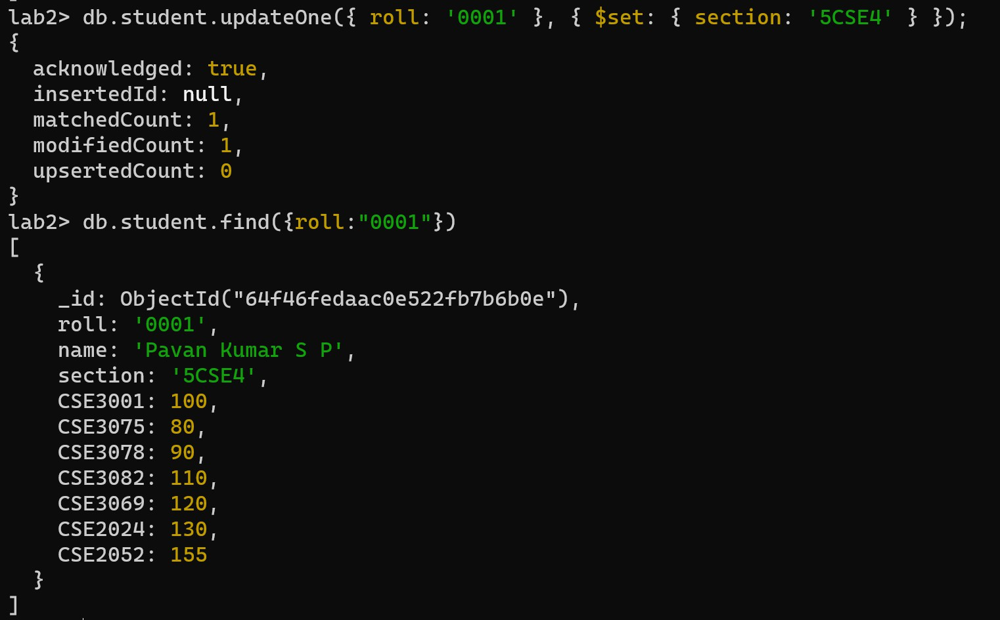 lab2> db.student.updateOne({ roll: '0001' }, { $set: { section: '5CSE4' } });
{
  acknowledged: true,
  insertedId: null,
  matchedCount: 1,
  modifiedCount: 1,
  upsertedCount: 0
}
lab2> db.student.find({roll:"0001"})
[
  {
    _id: ObjectId("64f46fedaac0e522fb7b6b0e"),
    roll: '0001',
    name: 'Pavan Kumar S P',
    section: '5CSE4',
    CSE3001: 100,
    CSE3075: 80,
    CSE3078: 90,
    CSE3082: 110,
    CSE3069: 120,
    CSE2024: 130,
    CSE2052: 155
  }
]